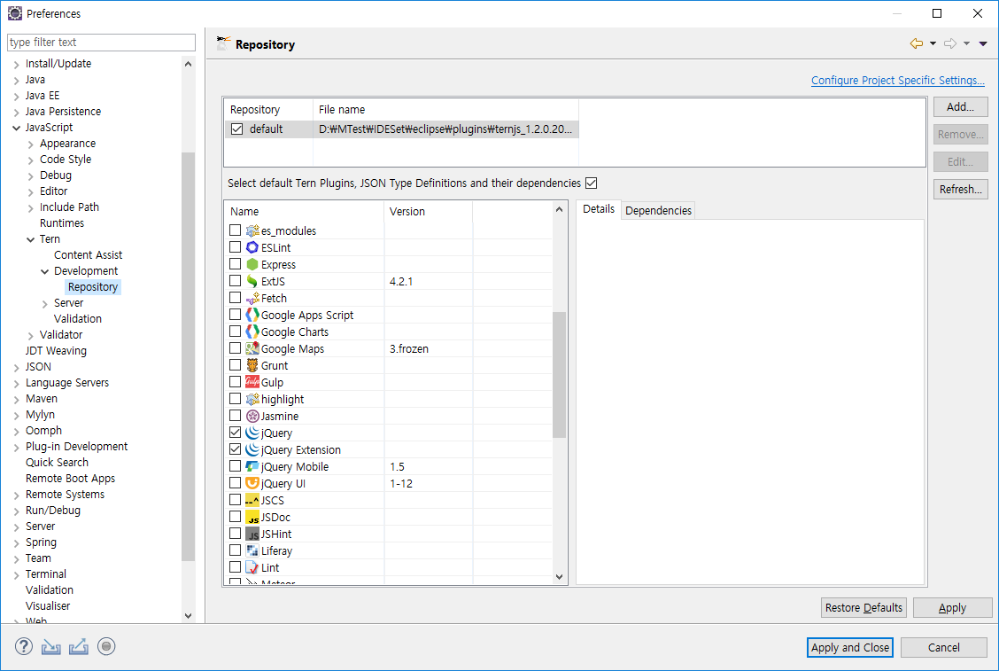 Preferences
type filter text
Install/Update
Java
Java EE
Java Persistence
JavaScript
Appearance
Code Style
Debug
Editor
Include Path
Runtimes
Tern
Content Assist
Development
Repository
Server
Validation
Validator
JDT Weaving
JSON
Language Servers
Maven
Mylyn
Oomph
Plug-in Development
Quick Search
Remote Boot Apps
Remote Systems
Run/Debug
Server
Spring
Team
Terminal
Validation
Visualiser
Web
Repository
Configure Project Specific Settings...
Repository File name
default D:₩MTest₩IDESet₩eclipse₩plugins₩ternjs_1.2.0.20...
Add...
Remove...
Edit...
Refresh...
Select default Tern Plugins, JSON Type Definitions and their dependencies
Name Version
es_modules
ESLint
Express
ExtJS 4.2.1
Fetch
Google Apps Script
Google Charts
Google Maps 3.frozen
Grunt
Gulp
highlight
Jasmine
jQuery
jQuery Extension
jQuery Mobile 1.5
jQuery UI 1-12
JSCS
JSDoc
JSHint
Liferay
Lint
Meteor
Details Dependencies
Restore Defaults Apply
Apply and Close Cancel